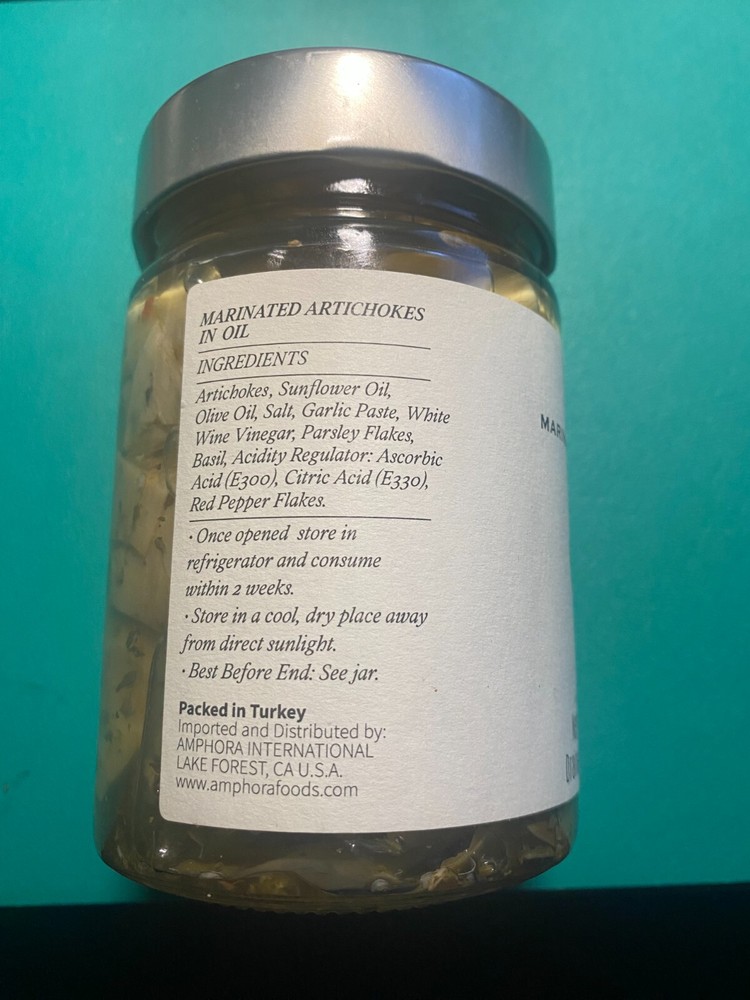 MARINATED ARTICHOKES
IN OIL
INGREDIENTS
Artichokes, Sunflower Oil,
Olive Oil, Salt, Garlic Paste, White
Wine Vinegar, Parsley Flakes,
Basil, Acidity Regulator: Ascorbic
Acid (E300), Citric Acid (E330),
Red Pepper Flakes.
· Once opened store in
refrigerator and consume
within 2 weeks.
· Store in a cool, dry place away
from direct sunlight.
· Best Before End: See jar.
Packed in Turkey
Imported and Distributed by:
AMPHORA INTERNATIONAL
LAKE FOREST, CA U.S.A.
www.amphorafoods.com